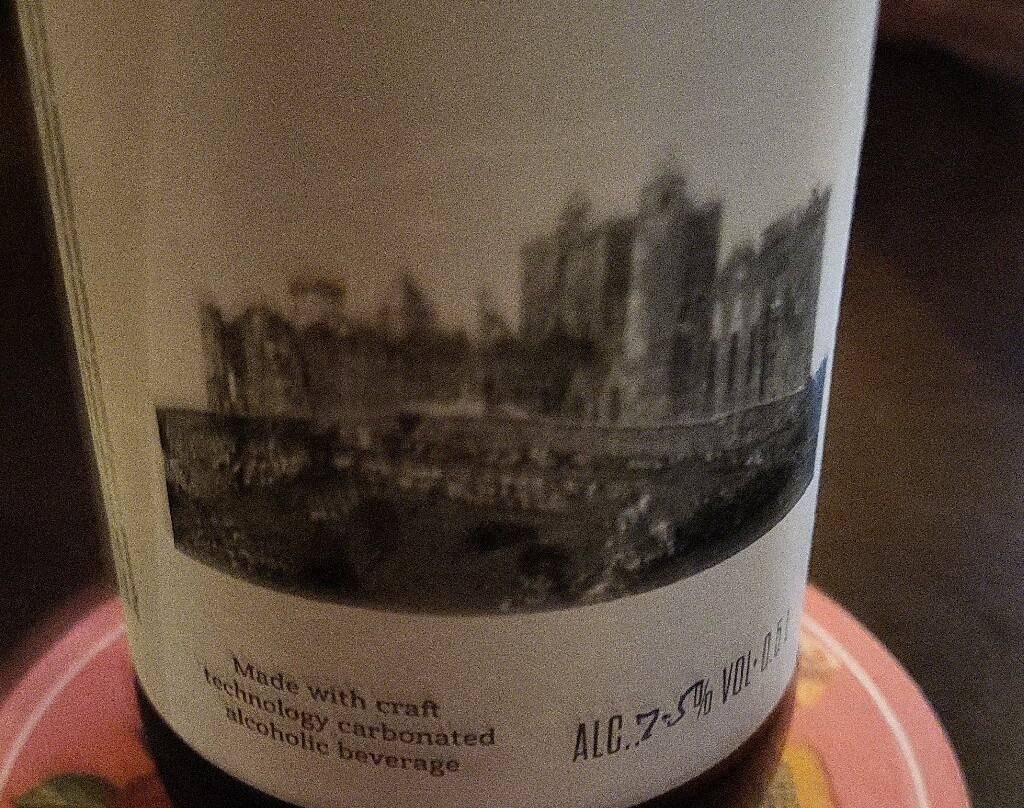 Made with craft
technology carbonated
alcoholic beverage
ALC..7.5% VOL·0.5 l